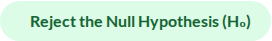 Reject the Null Hypothesis (H₀)